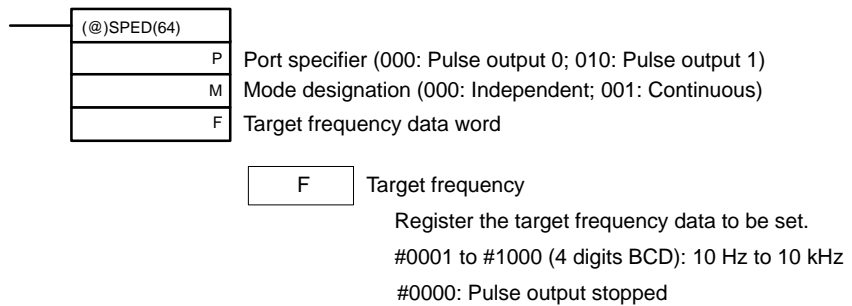 (@)SPED(64)
P Port specifier (000: Pulse output 0; 010: Pulse output 1)
M Mode designation (000: Independent; 001: Continuous)
F Target frequency data word
F Target frequency
Register the target frequency data to be set.
#0001 to #1000 (4 digits BCD): 10 Hz to 10 kHz
#0000: Pulse output stopped